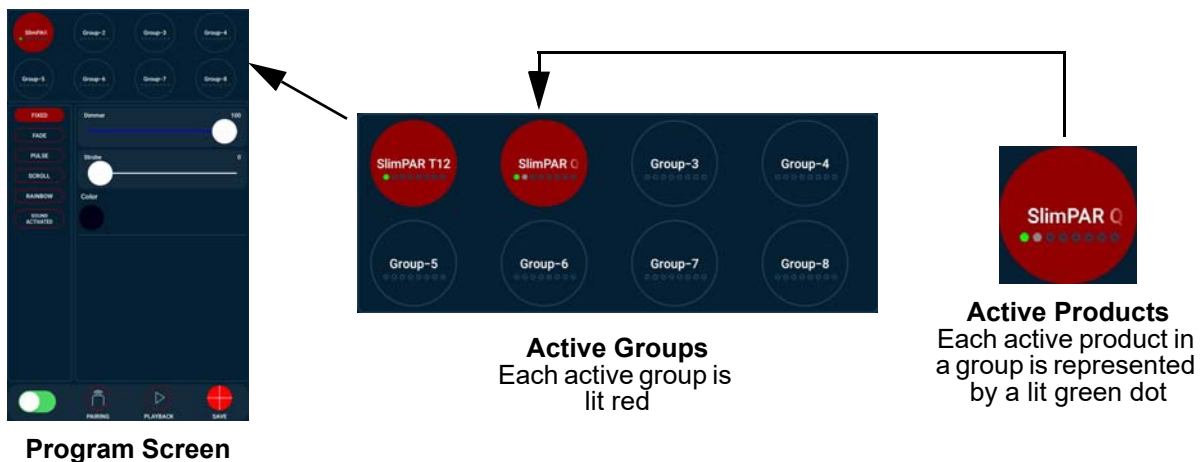 SlimPAR
Group-2
Group-3
Group-4
Group-5
Group-6
Group-7
Group-8
FIXED
FADE
PULSE
SCROLL
RAINBOW
SOUND
ACTIVATED
Dimmer
100
Strobe
0
Color
PAIRING
PLAYBACK
SAVE
Program Screen
SlimPAR T12
SlimPAR Q
Group-3
Group-4
Group-5
Group-6
Group-7
Group-8
Active Groups
Each active group is
lit red
SlimPAR Q
Active Products
Each active product in
a group is represented
by a lit green dot